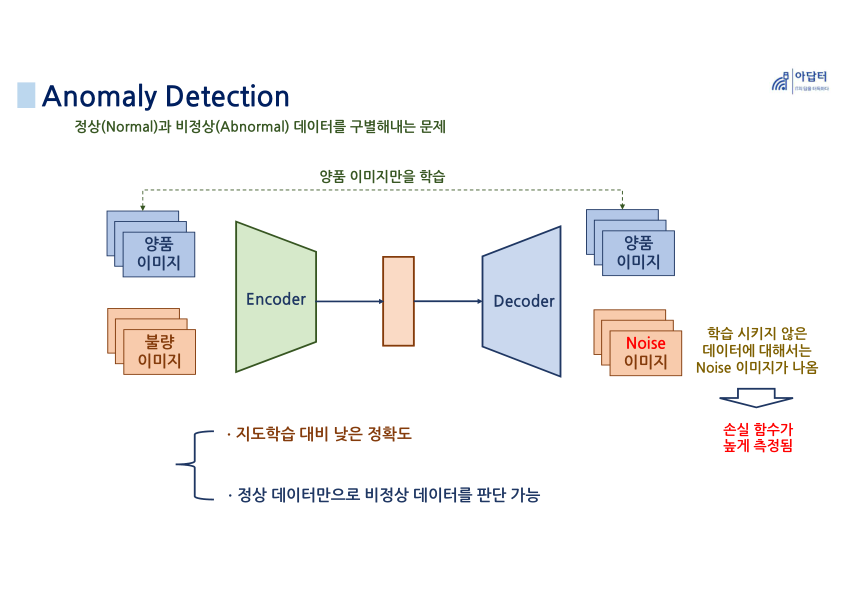 아답터
Anomaly Detection
정상(Normal)과 비정상(Abnormal) 데이터를 구별해내는 문제
양품 이미지만을 학습
양품
이미지
불량
이미지
Encoder
Decoder
양품
이미지
Noise
이미지
학습 시키지 않은
데이터에 대해서는
Noise 이미지가 나옴
손실 함수가
높게 측정됨
· 지도학습 대비 낮은 정확도
· 정상 데이터만으로 비정상 데이터를 판단 가능